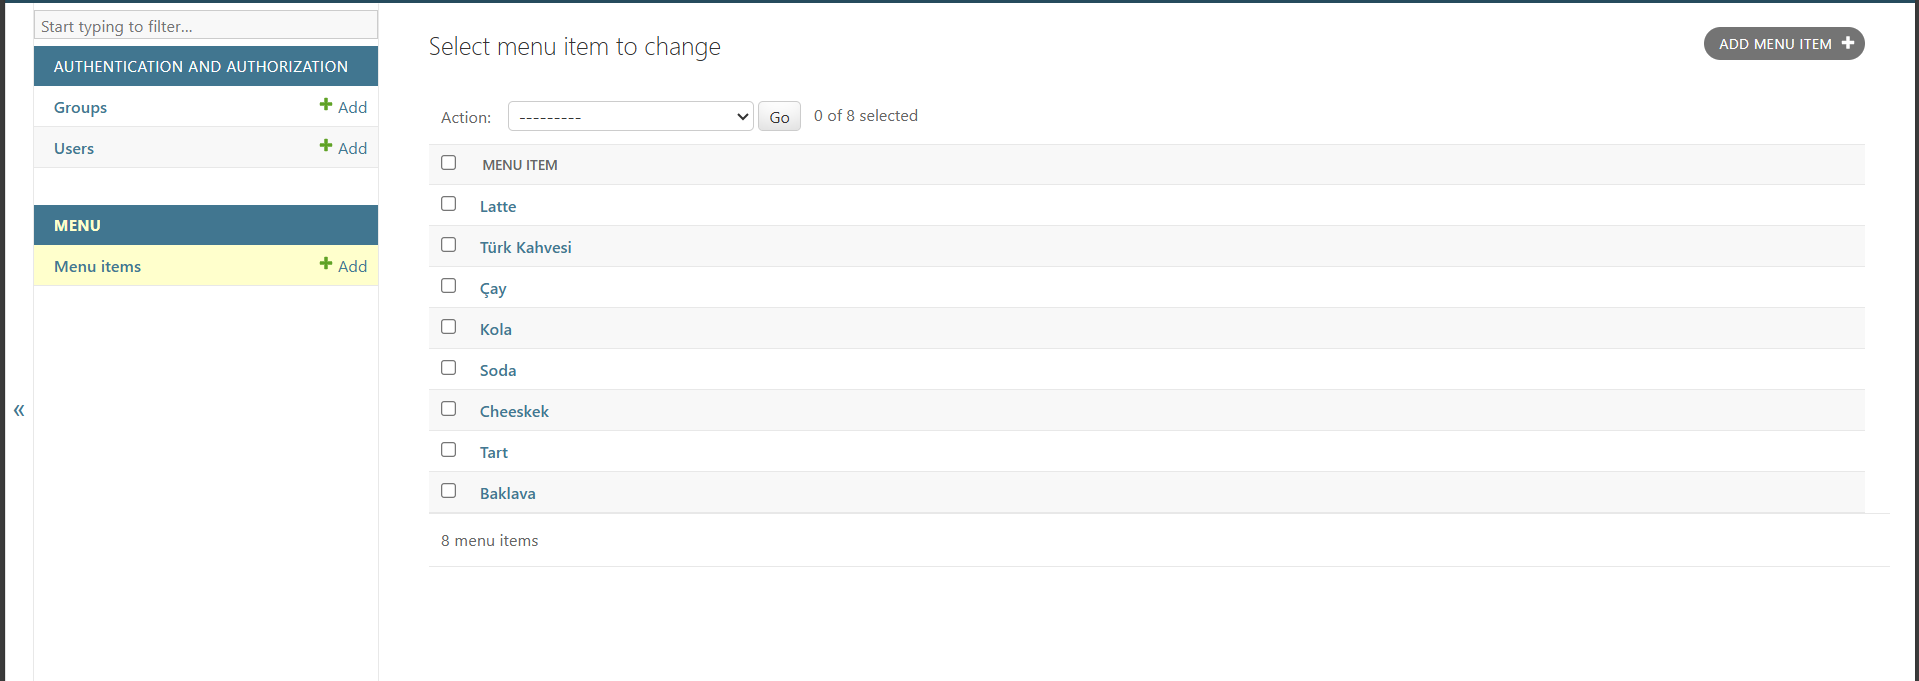 Start typing to filter...
AUTHENTICATION AND AUTHORIZATION
Groups + Add
Users + Add
MENU
Menu items + Add
«
Select menu item to change
ADD MENU ITEM +
Action: --------- Go 0 of 8 selected
MENU ITEM
Latte
Türk Kahvesi
Çay
Kola
Soda
Cheeskek
Tart
Baklava
8 menu items